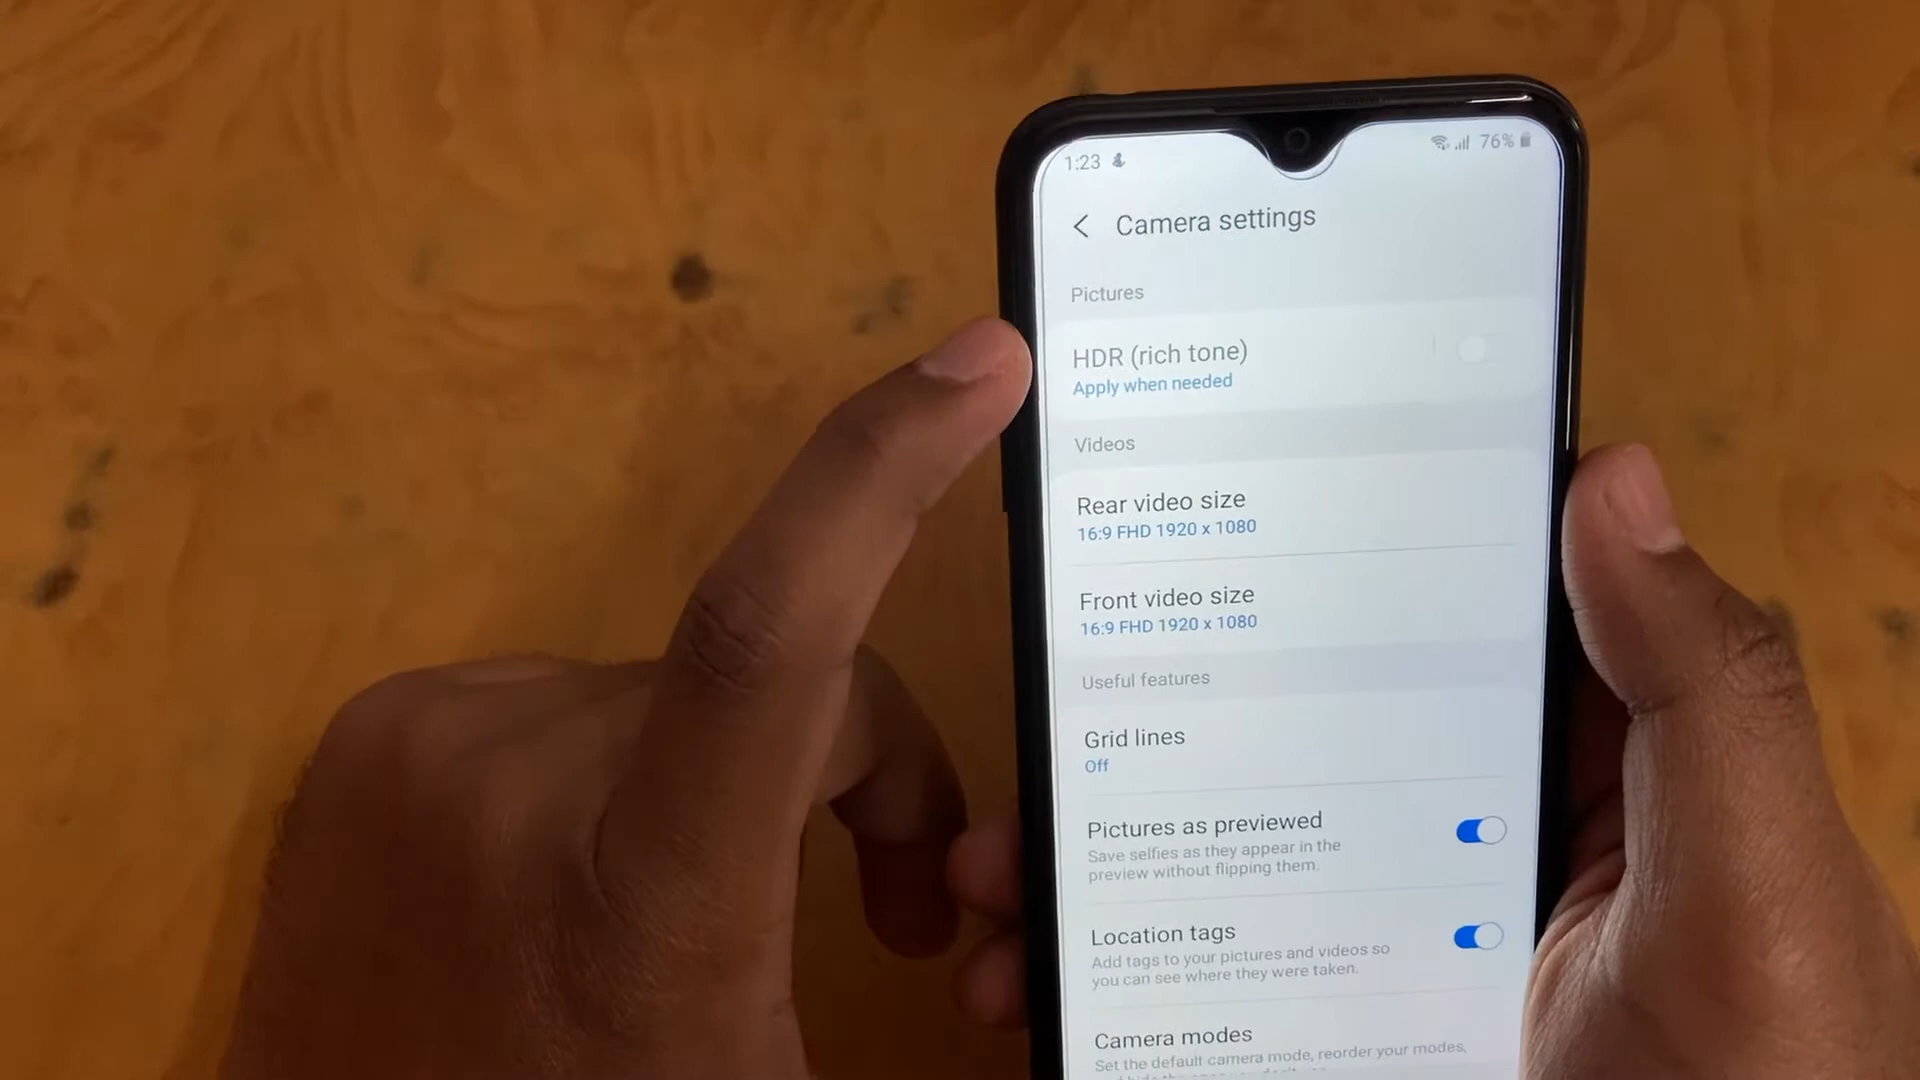 1:23
76%
Camera settings
Pictures
HDR (rich tone)
Apply when needed
Videos
Rear video size
16:9 FHD 1920 x 1080
Front video size
16:9 FHD 1920 x 1080
Useful features
Grid lines
Off
Pictures as previewed
Save selfies as they appear in the
preview without flipping them.
Location tags
Add tags to your pictures and videos so
you can see where they were taken.
Camera modes
Set the default camera mode, reorder your modes,